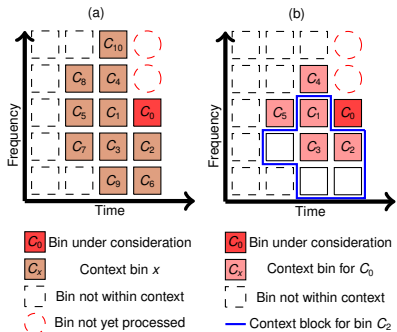 (a)
(b)
C10
C8 C4
C5 C1 C0
C7 C3 C2
C9 C6
Frequency
Time
C4
C5 C1 C0
C3 C2
Frequency
Time
C0 Bin under consideration
Cx Context bin x
Bin not within context
Bin not yet processed
C0 Bin under consideration
Cx Context bin for C0
Bin not within context
Context block for bin C2